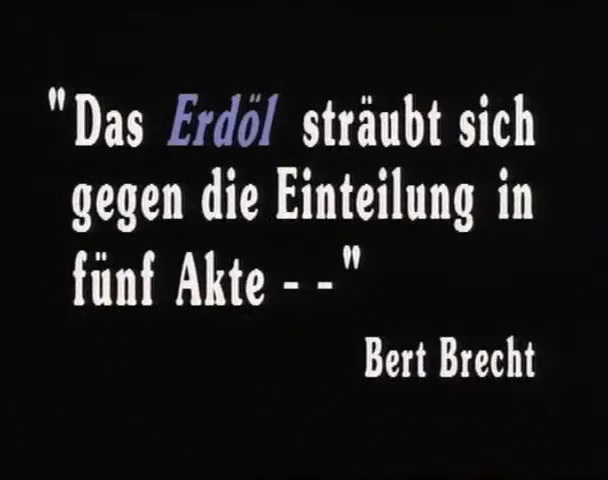 "Das Erdöl sträubt sich
gegen die Einteilung in
fünf Akte - -"
Bert Brecht